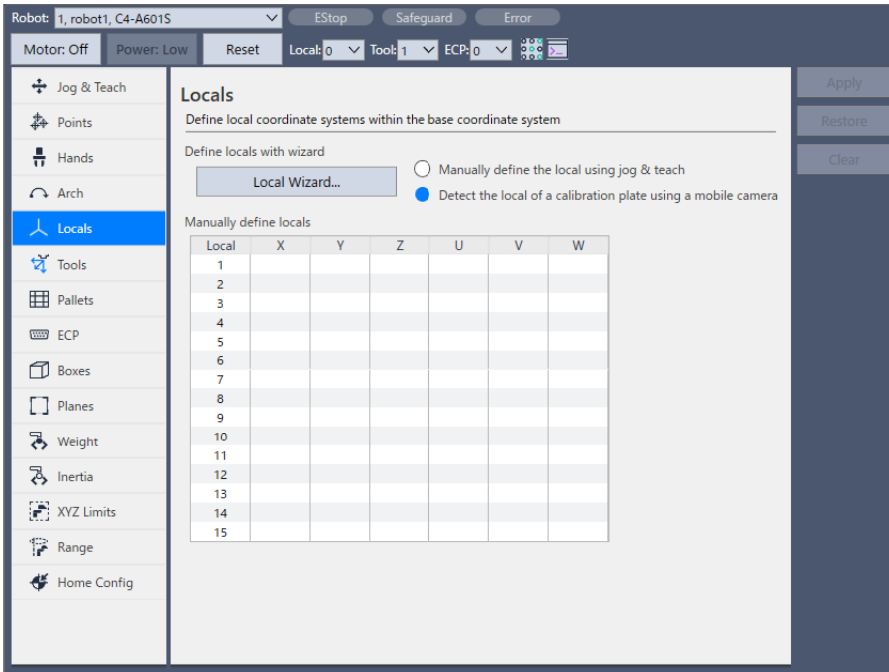 Robot: 1, robot1, C4-A601S EStop Safeguard Error
Motor: Off Power: Low Reset Local: 0 Tool: 1 ECP: 0
Jog & Teach
Points
Hands
Arch
Locals
Tools
Pallets
ECP
Boxes
Planes
Weight
Inertia
XYZ Limits
Range
Home Config
Locals
Define local coordinate systems within the base coordinate system
Define locals with wizard
Local Wizard...
Manually define the local using jog & teach
Detect the local of a calibration plate using a mobile camera
Manually define locals
Local X Y Z U V W
1
2
3
4
5
6
7
8
9
10
11
12
13
14
15
Apply
Restore
Clear